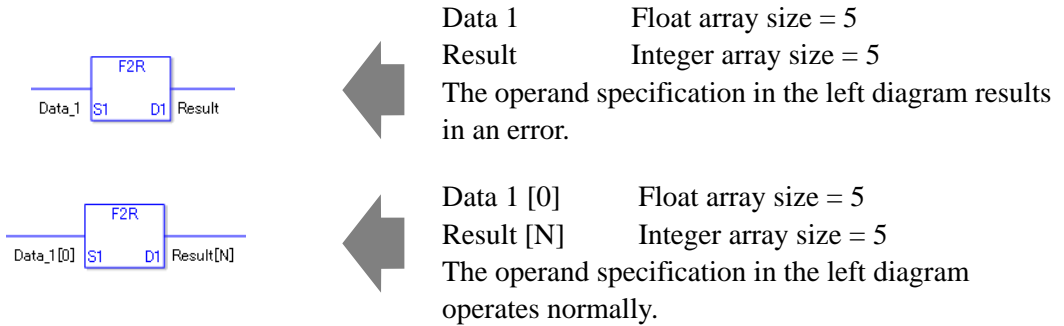 F2R
Data_1 S1 D1 Result
Data 1 Float array size = 5
Result Integer array size = 5
The operand specification in the left diagram results
in an error.
F2R
Data_1[0] S1 D1 Result[N]
Data 1 [0] Float array size = 5
Result [N] Integer array size = 5
The operand specification in the left diagram
operates normally.